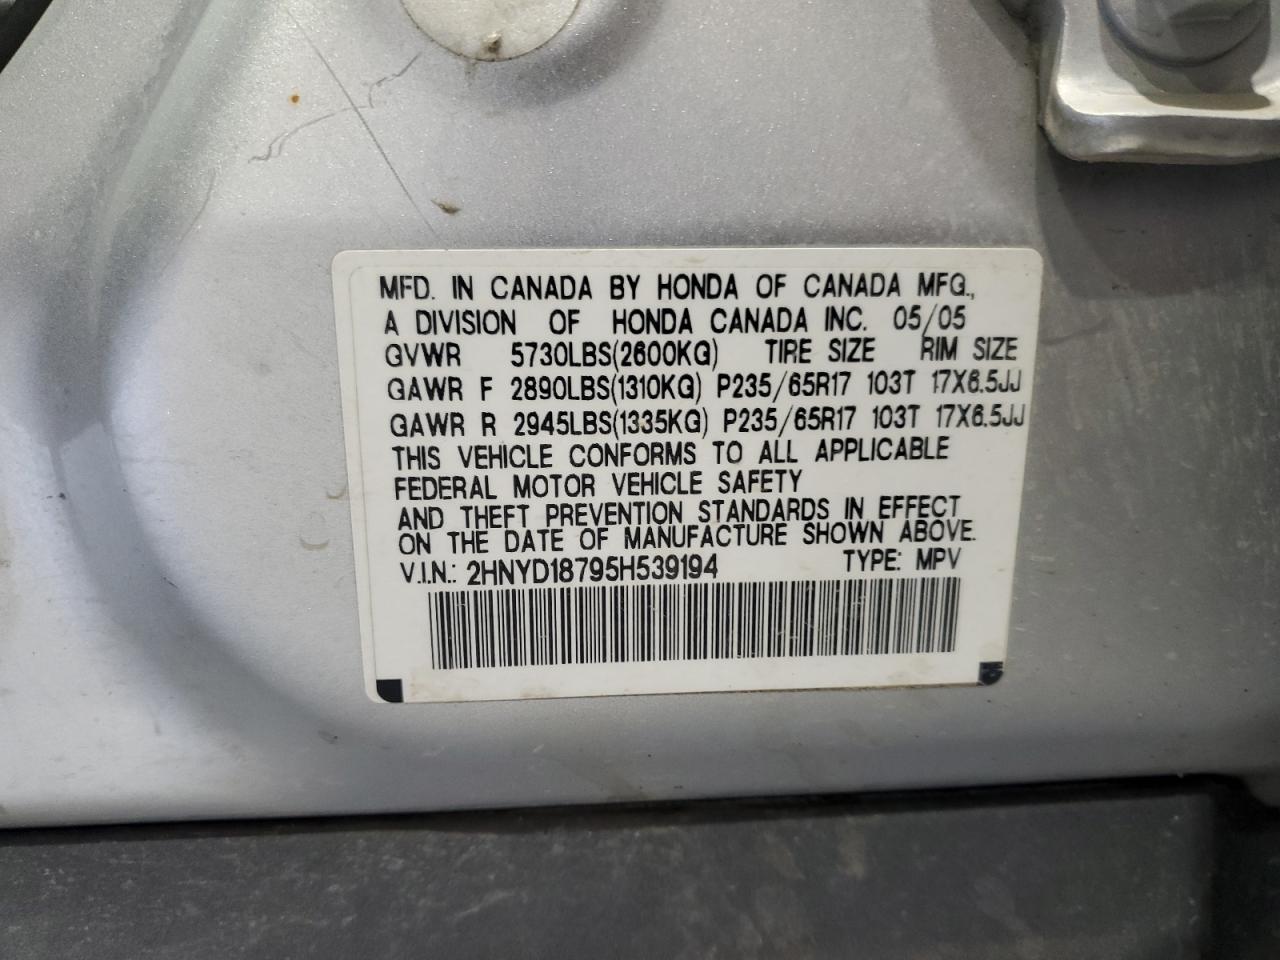 MFD. IN CANADA BY HONDA OF CANADA MFG.,
A DIVISION OF HONDA CANADA INC. 05/05
GVWR 5730LBS(2600KG) TIRE SIZE RIM SIZE
GAWR F 2890LBS(1310KG) P235/65R17 103T 17X6.5JJ
GAWR R 2945LBS(1335KG) P235/65R17 103T 17X6.5JJ
THIS VEHICLE CONFORMS TO ALL APPLICABLE
FEDERAL MOTOR VEHICLE SAFETY
AND THEFT PREVENTION STANDARDS IN EFFECT
ON THE DATE OF MANUFACTURE SHOWN ABOVE.
V.I.N.: 2HNYD18795H539194 TYPE: MPV